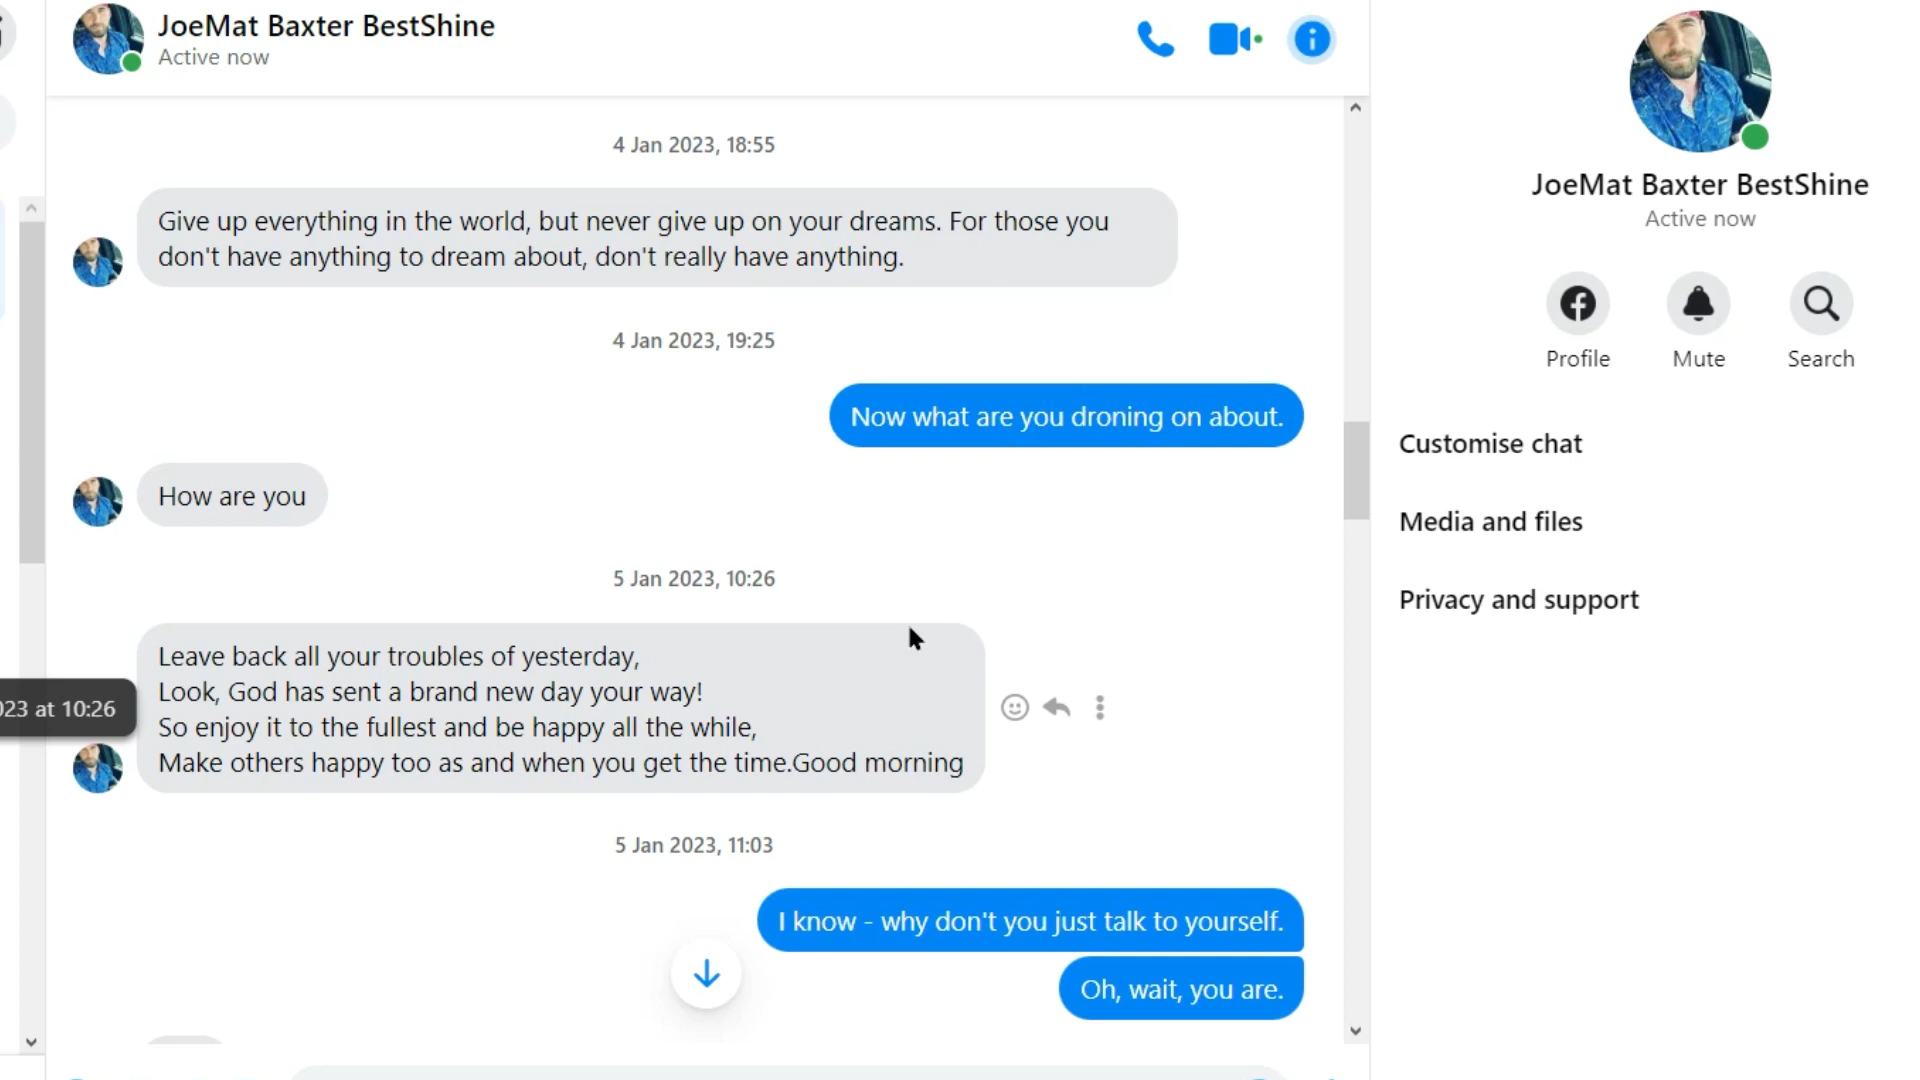 JoeMat Baxter BestShine
Active now
4 Jan 2023, 18:55
Give up everything in the world, but never give up on your dreams. For those you
don't have anything to dream about, don't really have anything.
4 Jan 2023, 19:25
Now what are you droning on about.
How are you
5 Jan 2023, 10:26
Leave back all your troubles of yesterday,
Look, God has sent a brand new day your way!
So enjoy it to the fullest and be happy all the while,
Make others happy too as and when you get the time.Good morning
23 at 10:26
5 Jan 2023, 11:03
I know - why don't you just talk to yourself.
Oh, wait, you are.
JoeMat Baxter BestShine
Active now
Profile
Mute
Search
Customise chat
Media and files
Privacy and support